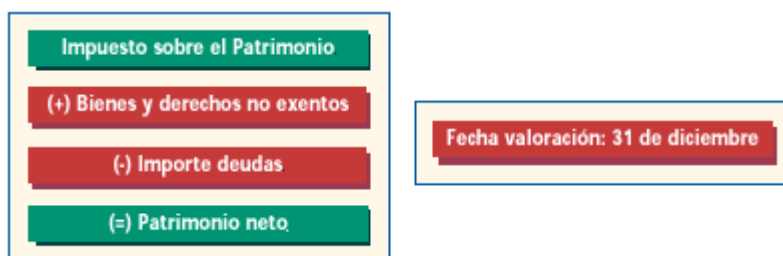 Impuesto sobre el Patrimonio
(+) Bienes y derechos no exentos
(-) Importe deudas
(=) Patrimonio neto
Fecha valoración: 31 de diciembre